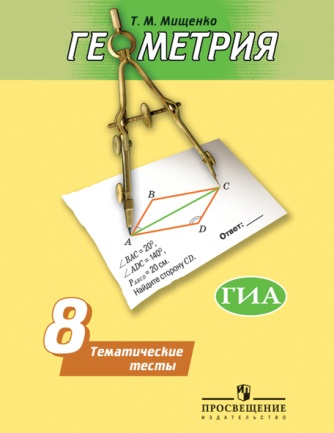 Т. М. Мищенко
ГЕОМЕТРИЯ
B
C
A
D
∠BAC = 20°,
∠ADC = 140°,
P_ABCD = 20 см.
Найдите сторону CD.
Ответ:
ГИА
8
Тематические
тесты
ПРОСВЕЩЕНИЕ
ИЗДАТЕЛЬСТВО